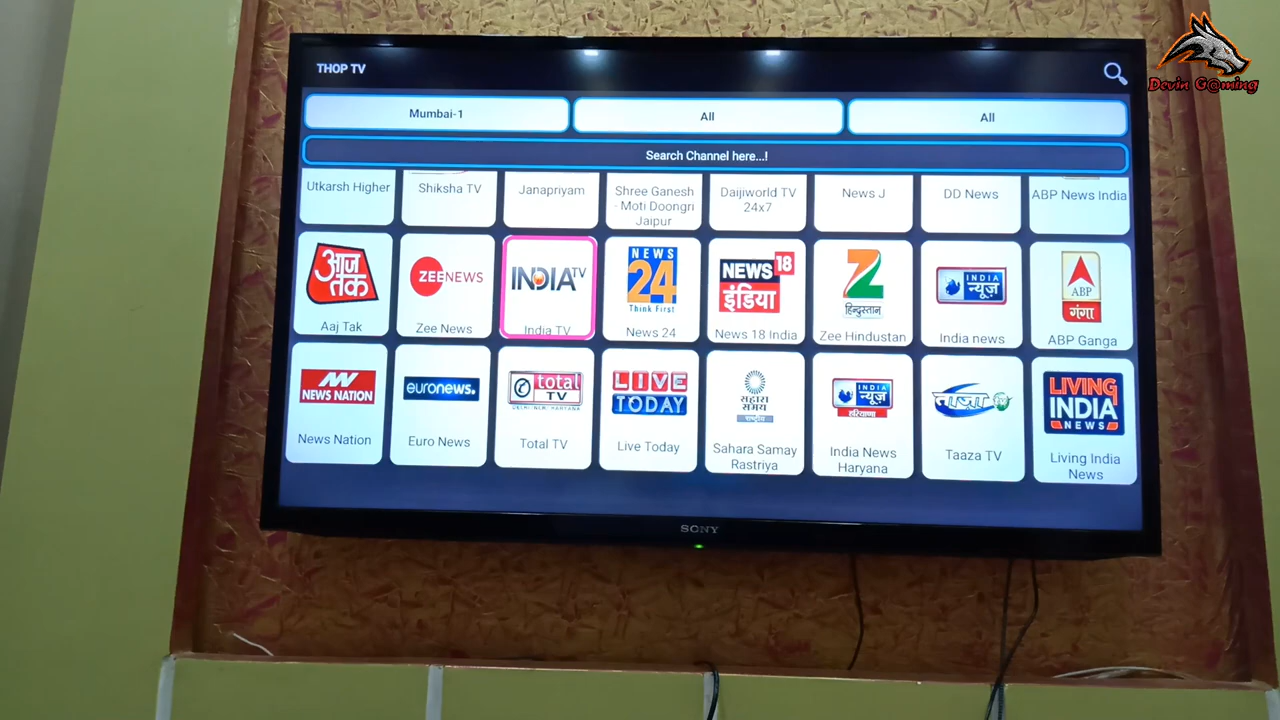 THOP TV
Devin G@ming
Mumbai-1
All
All
Search Channel here...!
Utkarsh Higher
Shiksha TV
Janapriyam
Shree Ganesh
- Moti Doongri
Jaipur
Daijiworld TV
24x7
News J
DD News
ABP News India
आज
तक
Aaj Tak
ZEE NEWS
Zee News
INDIA TV
India TV
NEWS
24
Think First
News 24
NEWS 18
इंडिया
News 18 India
हिन्दुस्तान
Zee Hindustan
INDIA
न्यूज़
India news
ABP
गंगा
ABP Ganga
NEWS NATION
News Nation
euronews.
Euro News
total
TV
DELHI NCR HARYANA
Total TV
LIVE
TODAY
Live Today
सहारा
समय
राष्ट्रीय
Sahara Samay
Rastriya
INDIA
न्यूज़
हरियाणा
India News
Haryana
ताज़ा TV
Taaza TV
LIVING
INDIA
NEWS
Living India
News
SONY